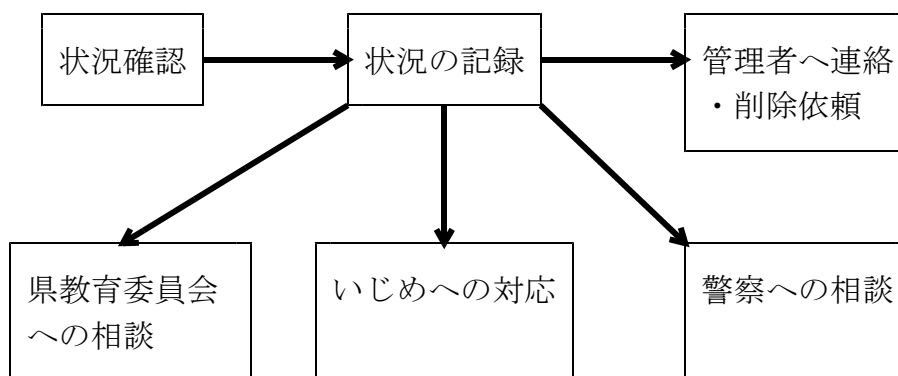 状況確認
状況の記録
管理者へ連絡
・削除依頼
県教育委員会
への相談
いじめへの対応
警察への相談